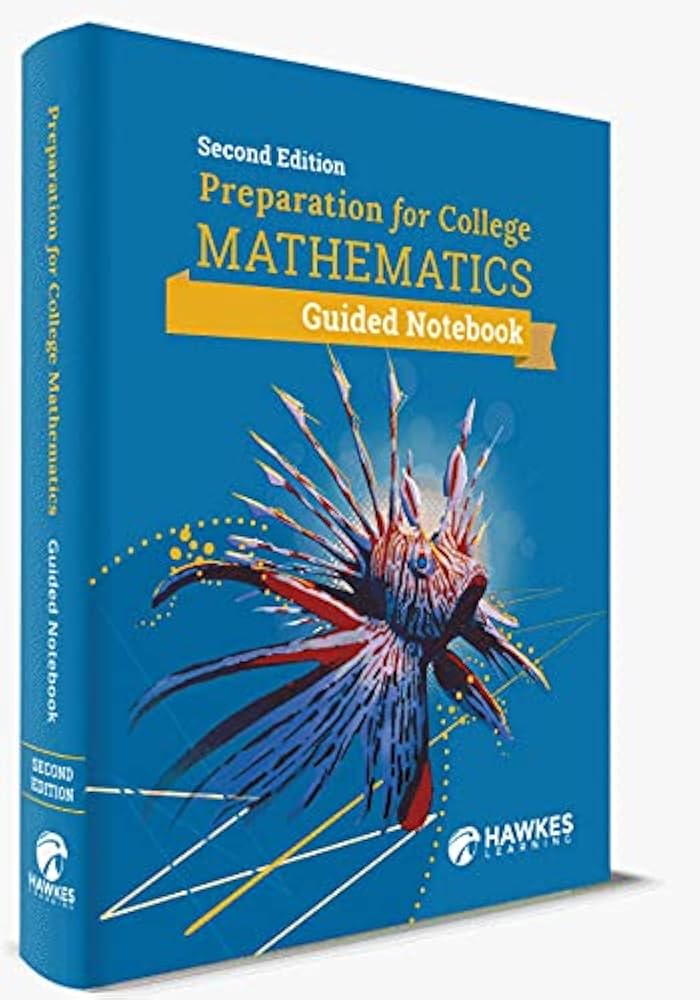 Second Edition
Preparation for College
MATHEMATICS
Guided Notebook
HAWKES
LEARNING
Preparation for College Mathematics Guided Notebook
SECOND
EDITION
HAWKES
LEARNING